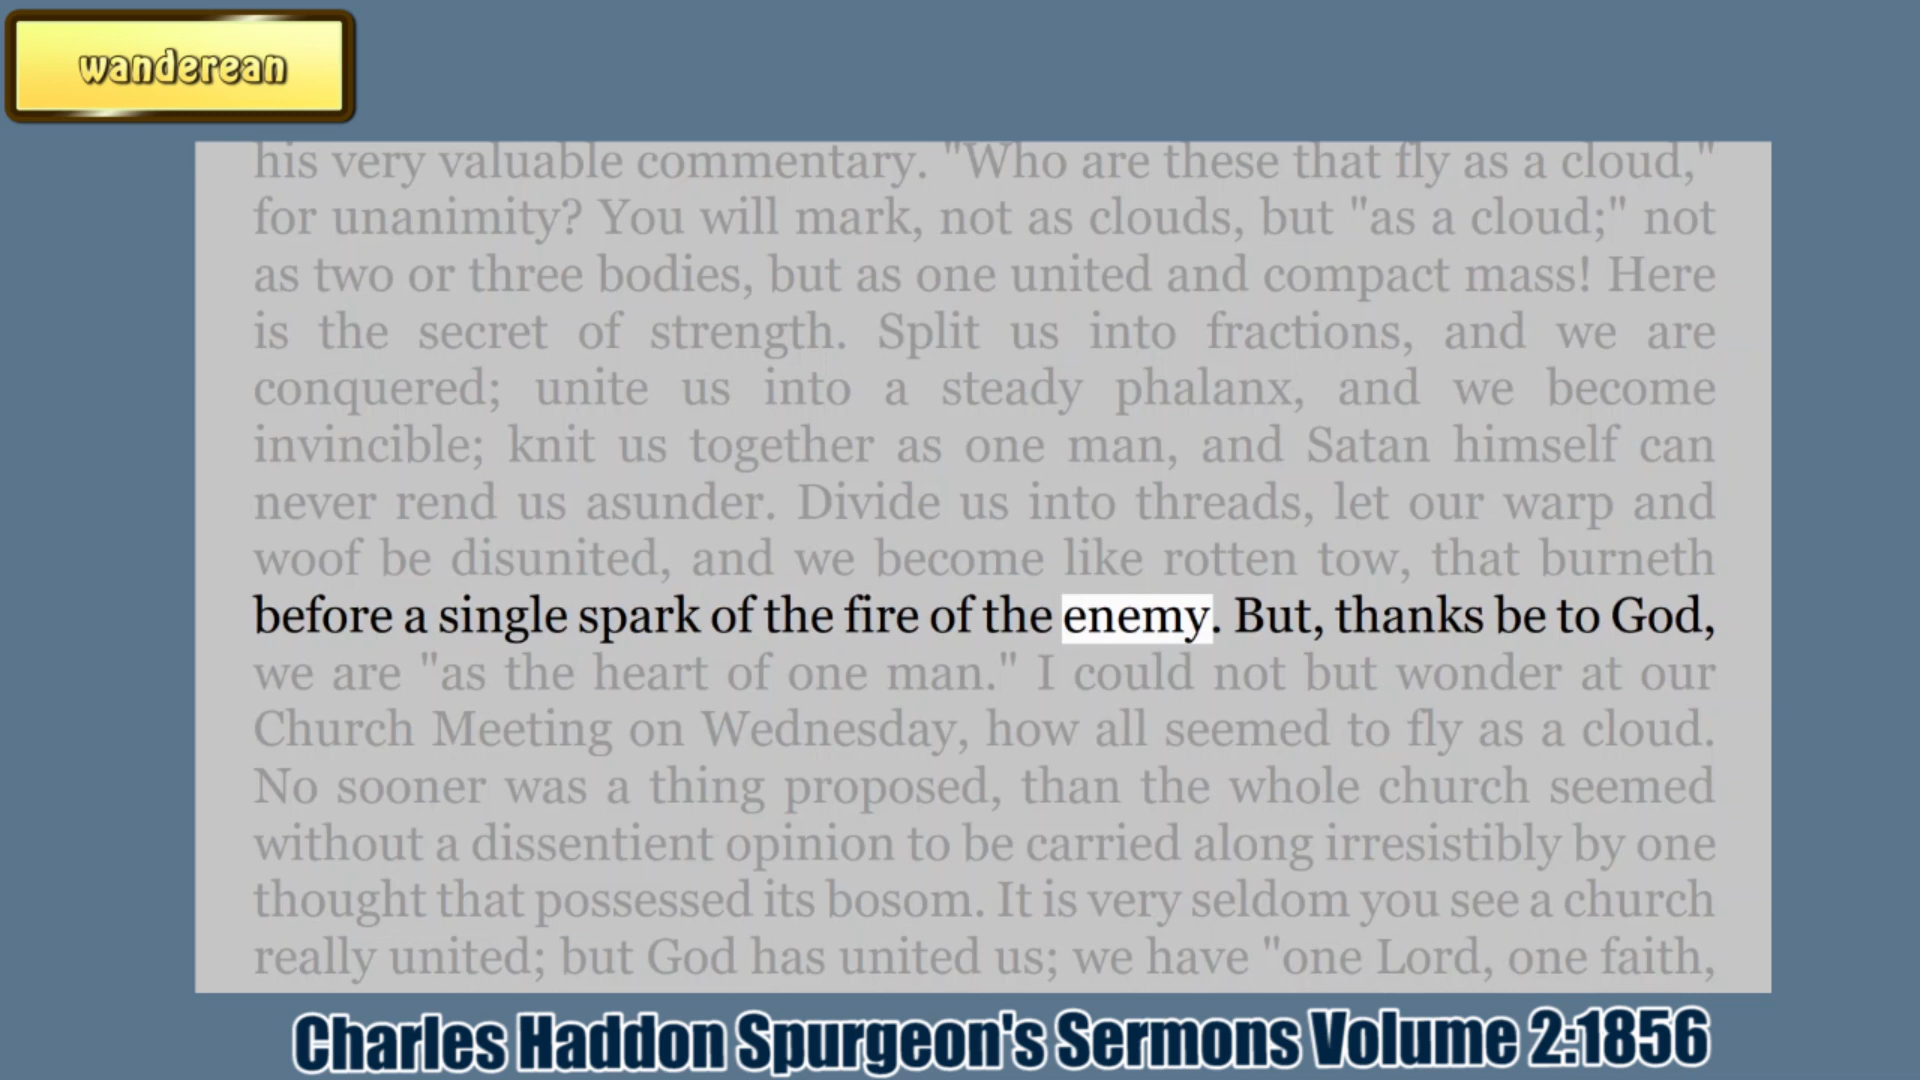 wanderean
his very valuable commentary. "Who are these that fly as a cloud,"
for unanimity? You will mark, not as clouds, but "as a cloud;" not
as two or three bodies, but as one united and compact mass! Here
is the secret of strength. Split us into fractions, and we are
conquered; unite us into a steady phalanx, and we become
invincible; knit us together as one man, and Satan himself can
never rend us asunder. Divide us into threads, let our warp and
woof be disunited, and we become like rotten tow, that burneth
before a single spark of the fire of the enemy. But, thanks be to God,
we are "as the heart of one man." I could not but wonder at our
Church Meeting on Wednesday, how all seemed to fly as a cloud.
No sooner was a thing proposed, than the whole church seemed
without a dissentient opinion to be carried along irresistibly by one
thought that possessed its bosom. It is very seldom you see a church
really united; but God has united us; we have "one Lord, one faith,
Charles Haddon Spurgeon's Sermons Volume 2:1856